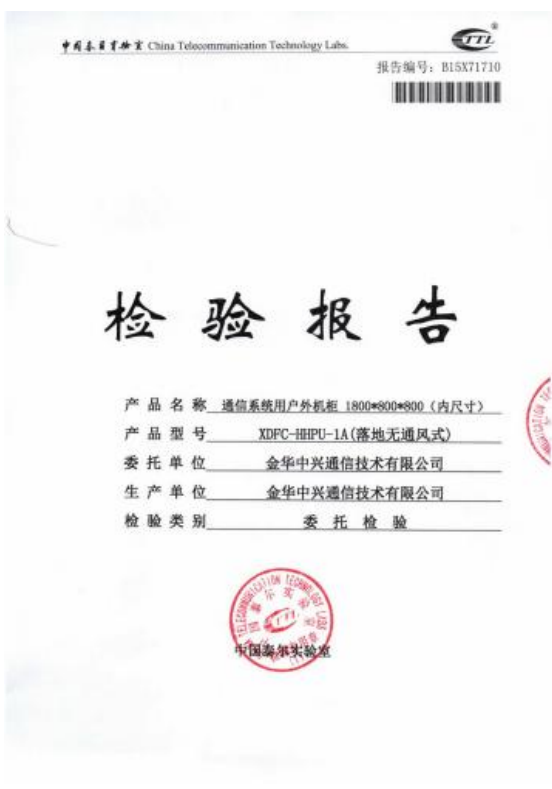 中国泰尔实验室 China Telecommunication Technology Labs.
CTTL®
报告编号：B15X71710
检验报告
产品名称 通信系统用户外机柜 1800*800*800（内尺寸）
产品型号 XDFC-HHPU-1A(落地无通风式)
委托单位 金华中兴通信技术有限公司
生产单位 金华中兴通信技术有限公司
检验类别 委托检验
中国泰尔实验室